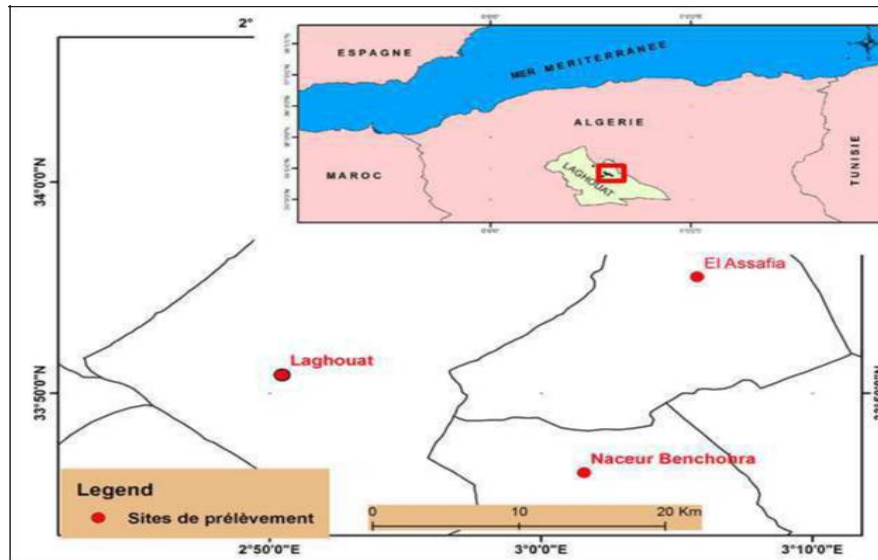 2°
ESPAGNE
MER MERITERRANEE
ALGERIE
MAROC
LAGHOUAT
TUNISIE
34°0'0"N
El Assafia
Laghouat
33°50'0"N
Naceur Benchohra
Legend
Sites de prélèvement
0 10 20 Km
2°50'0"E 3°0'0"E 3°10'0"E